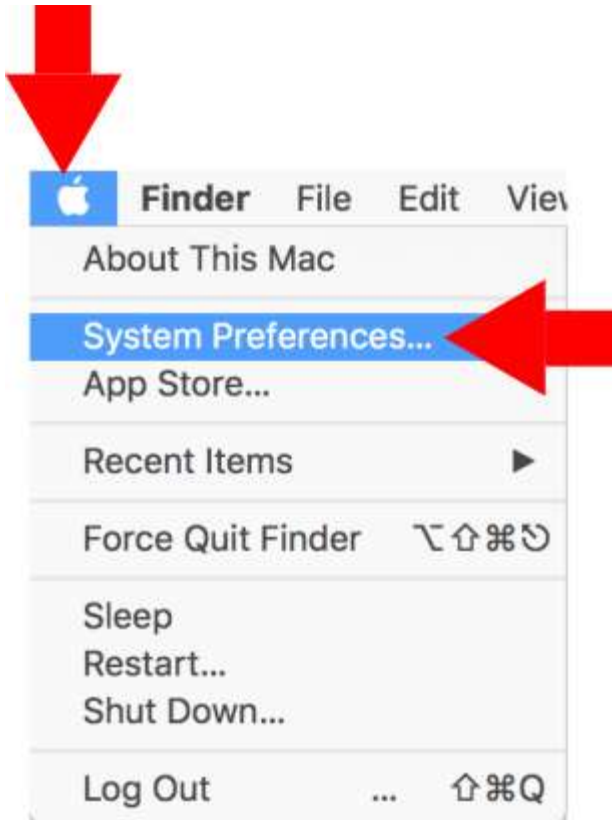 Finder File Edit View
About This Mac
System Preferences...
App Store...
Recent Items ▶
Force Quit Finder ⌥⇧⌘⎋
Sleep
Restart...
Shut Down...
Log Out ... ⇧⌘Q